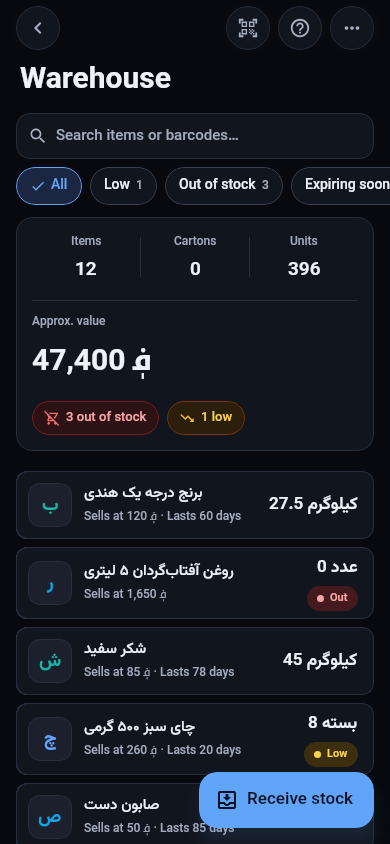 Warehouse
Search items or barcodes…
All
Low 1
Out of stock 3
Expiring soon
Items
Cartons
Units
12
0
396
Approx. value
47,400 ؋
3 out of stock
1 low
ب
برنج درجه یک هندی
Sells at 120 ؋ · Lasts 60 days
27.5 کیلوگرم
ر
روغن آفتاب‌گردان ۵ لیتری
Sells at 1,650 ؋
0 عدد
Out
ش
شکر سفید
Sells at 85 ؋ · Lasts 78 days
45 کیلوگرم
چ
چای سبز ۵۰۰ گرمی
Sells at 260 ؋ · Lasts 20 days
8 بسته
Low
ص
صابون دست
Sells at 50 ؋ · Lasts 85 days
Receive stock